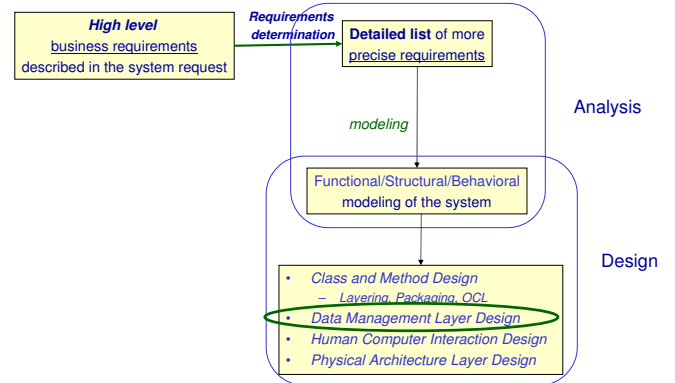 High level
business requirements
described in the system request
Requirements
determination
Detailed list of more
precise requirements
Analysis
modeling
Functional/Structural/Behavioral
modeling of the system
Design
• Class and Method Design
– Layering, Packaging, OCL
• Data Management Layer Design
• Human Computer Interaction Design
• Physical Architecture Layer Design